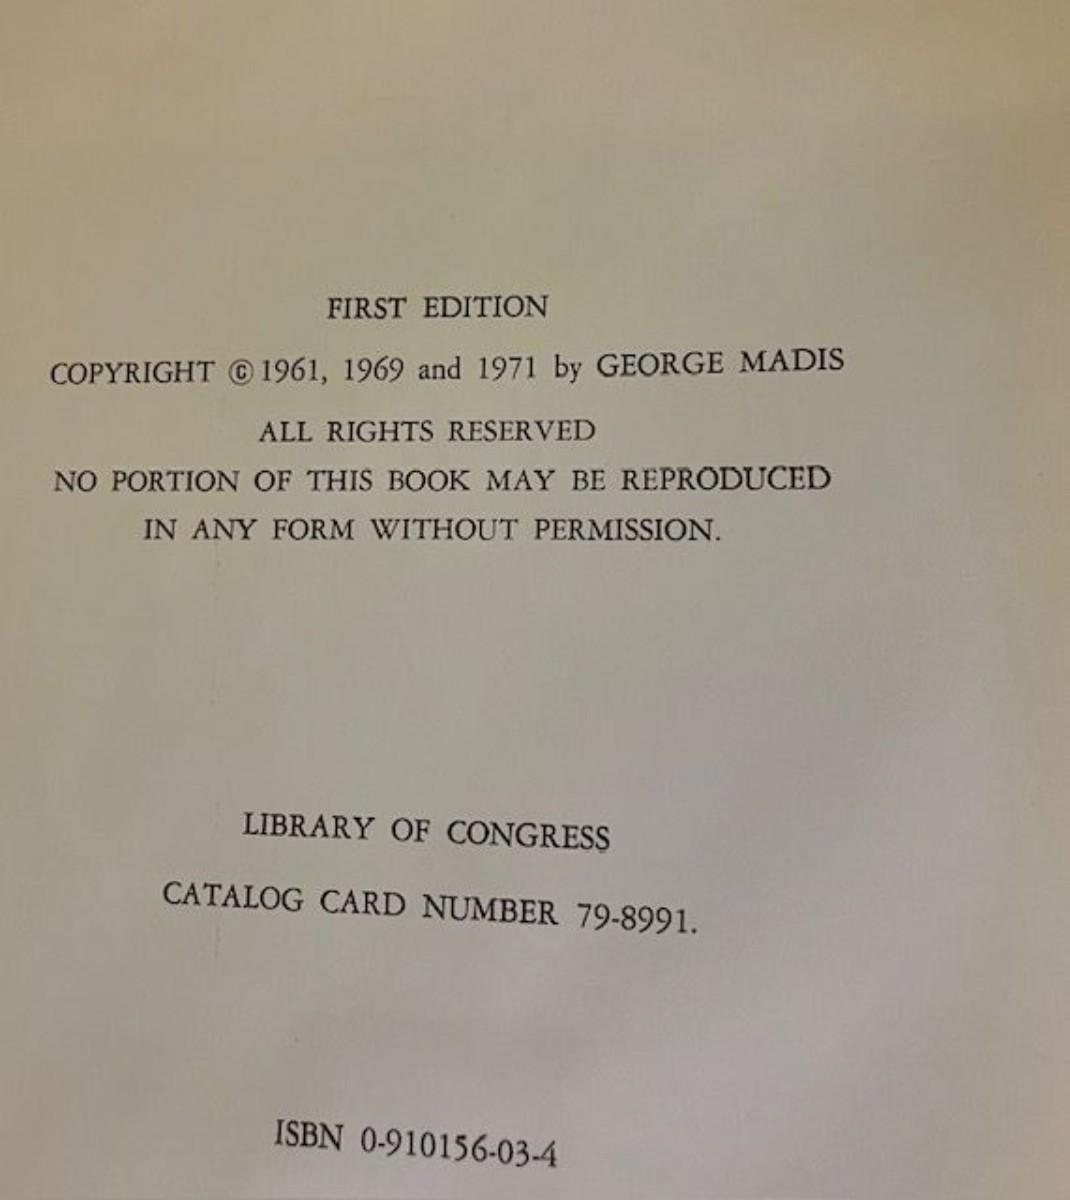 FIRST EDITION
COPYRIGHT © 1961, 1969 and 1971 by GEORGE MADIS
ALL RIGHTS RESERVED
NO PORTION OF THIS BOOK MAY BE REPRODUCED
IN ANY FORM WITHOUT PERMISSION.
LIBRARY OF CONGRESS
CATALOG CARD NUMBER 79-8991.
ISBN 0-910156-03-4